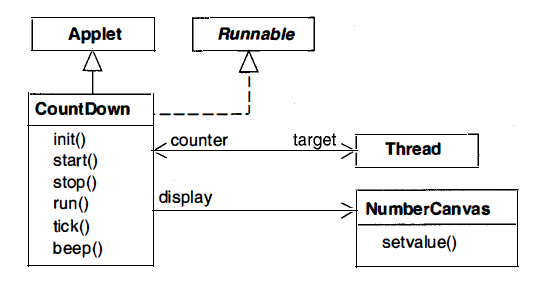 Applet
Runnable
CountDown
init()
start()
stop()
run()
tick()
beep()
counter
target
Thread
display
NumberCanvas
setvalue()